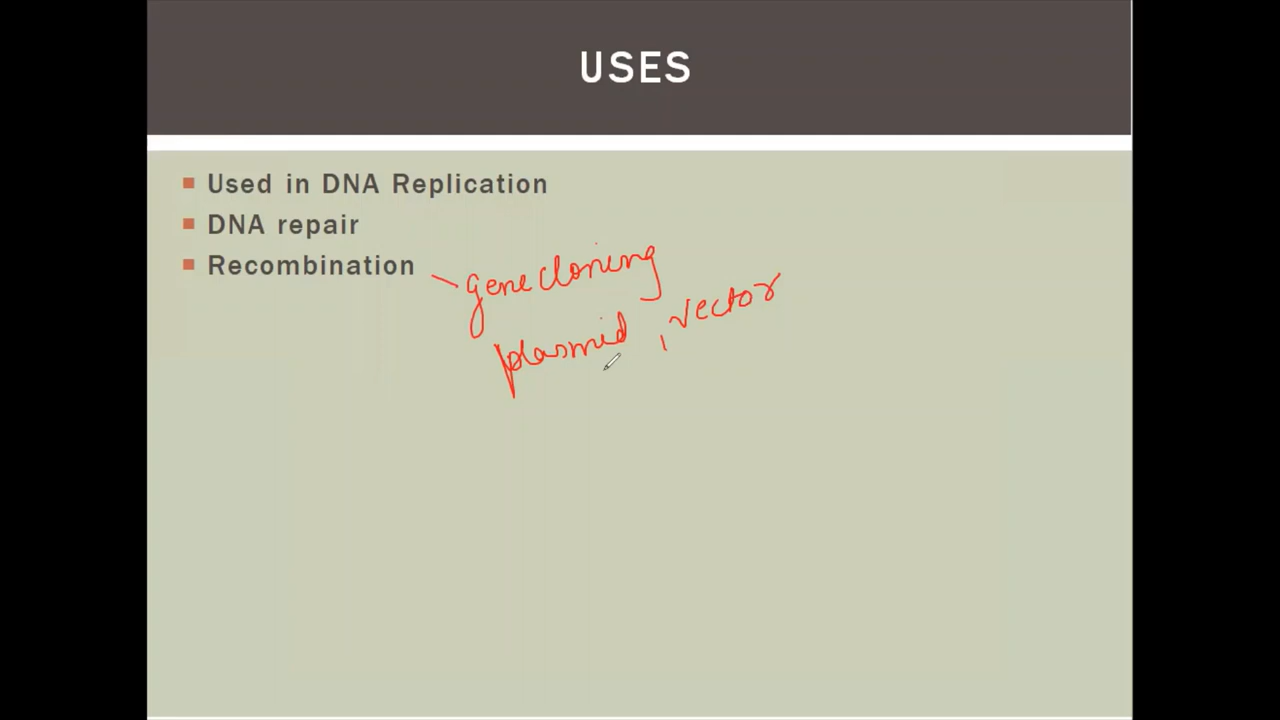 USES
Used in DNA Replication
DNA repair
Recombination
gene cloning
plasmid, vector